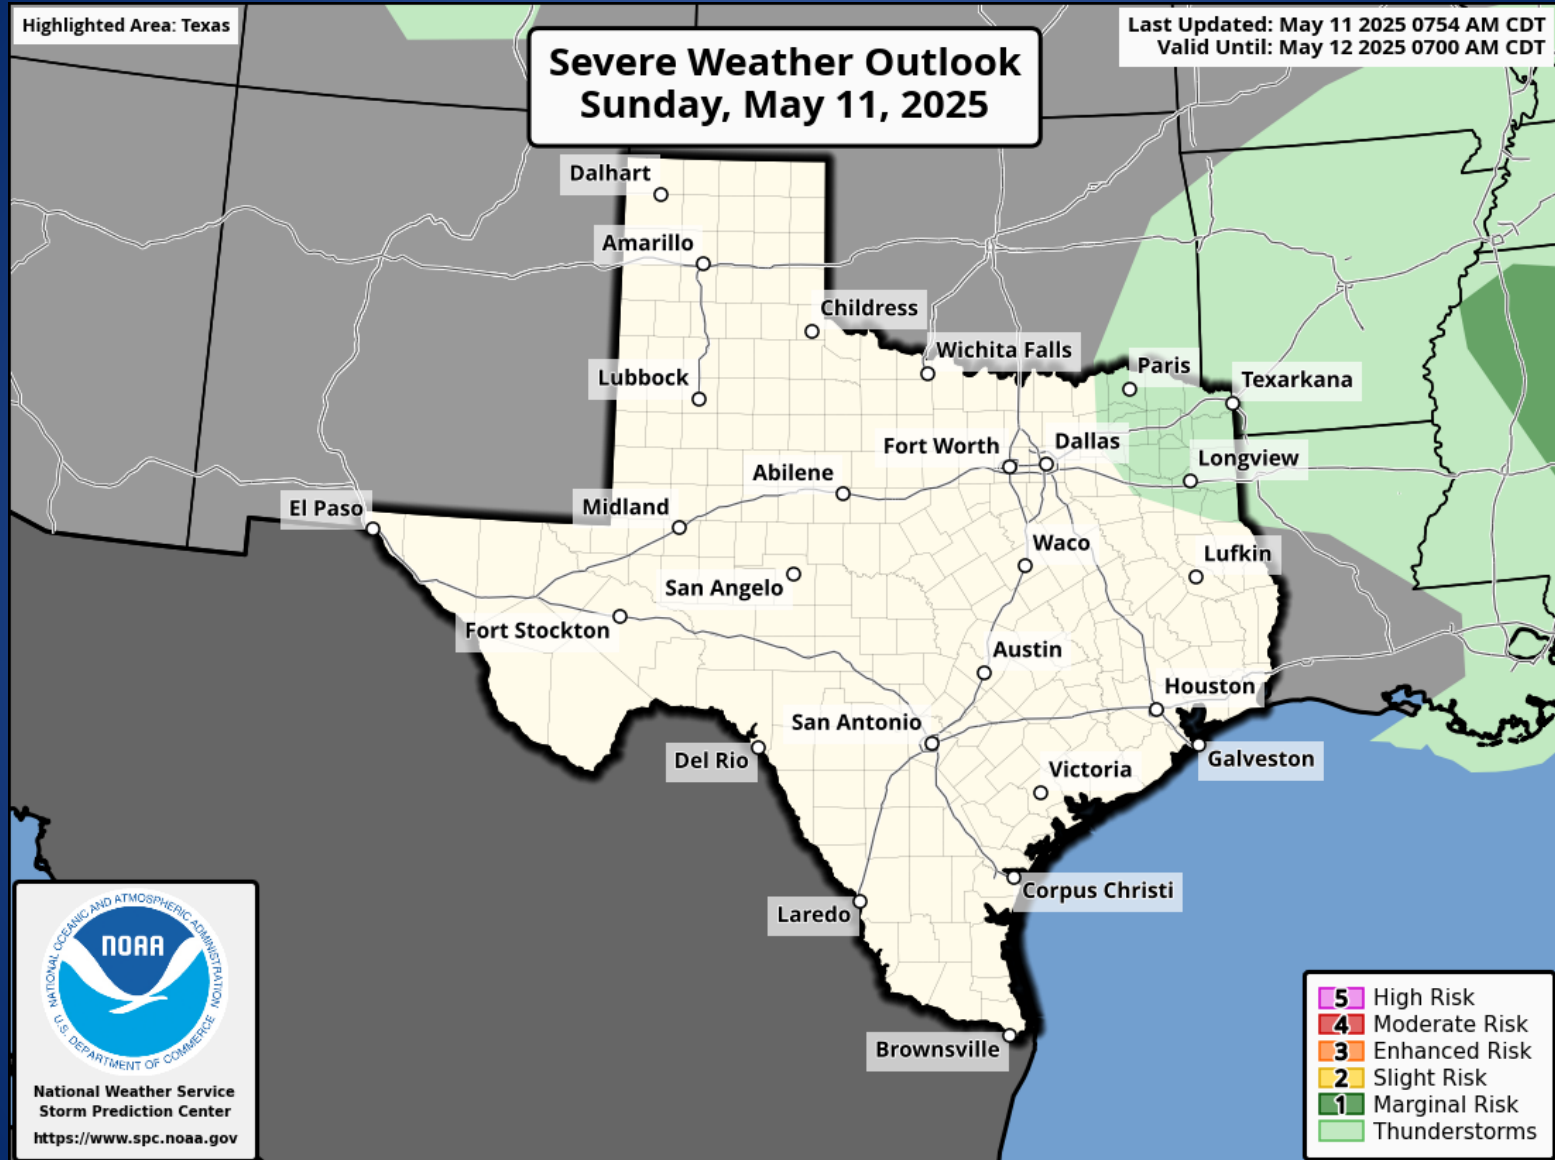 Highlighted Area: Texas
Severe Weather Outlook
Sunday, May 11, 2025
Last Updated: May 11 2025 0754 AM CDT
Valid Until: May 12 2025 0700 AM CDT
Dalhart
Amarillo
Childress
Wichita Falls
Lubbock
Paris
Texarkana
Fort Worth
Dallas
Longview
Abilene
El Paso
Midland
Waco
Lufkin
San Angelo
Fort Stockton
Austin
Houston
San Antonio
Del Rio
Galveston
Victoria
Corpus Christi
Laredo
Brownsville
NATIONAL OCEANIC AND ATMOSPHERIC ADMINISTRATION
NOAA
U.S. DEPARTMENT OF COMMERCE
National Weather Service
Storm Prediction Center
https://www.spc.noaa.gov
5 High Risk
4 Moderate Risk
3 Enhanced Risk
2 Slight Risk
1 Marginal Risk
Thunderstorms